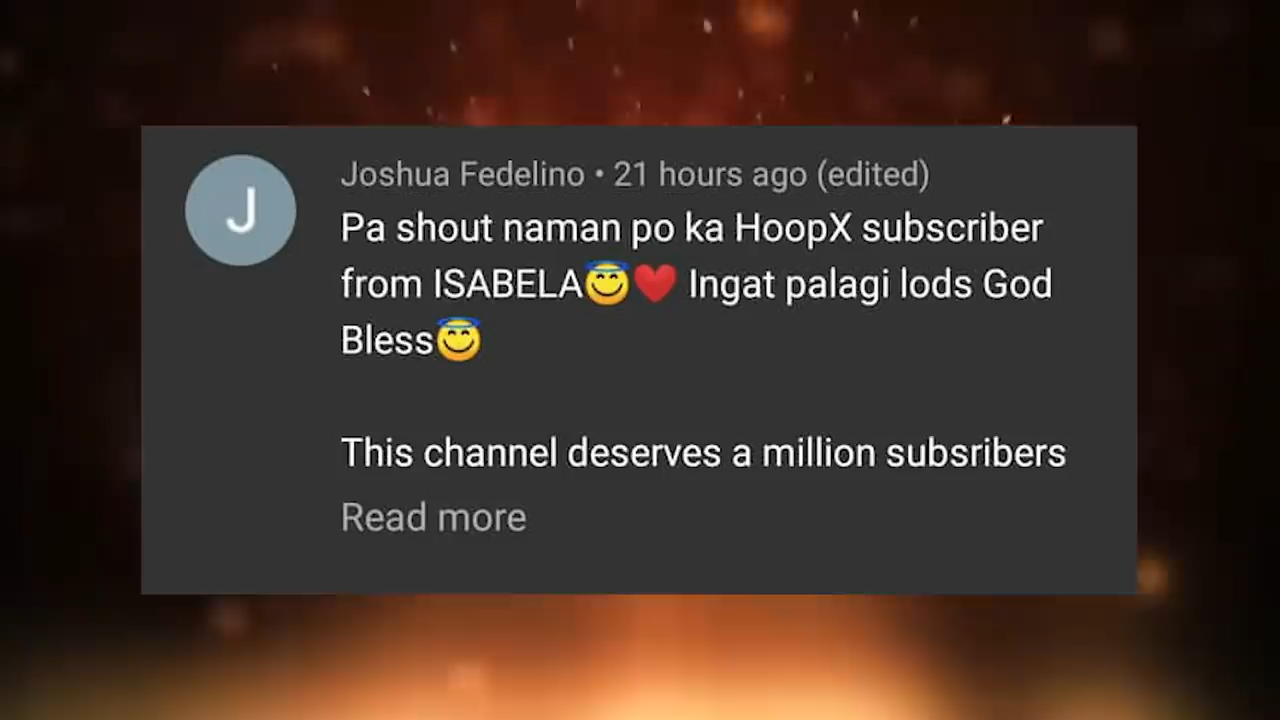 J
Joshua Fedelino • 21 hours ago (edited)
Pa shout naman po ka HoopX subscriber
from ISABELA😇❤️ Ingat palagi lods God
Bless😇
This channel deserves a million subsribers
Read more